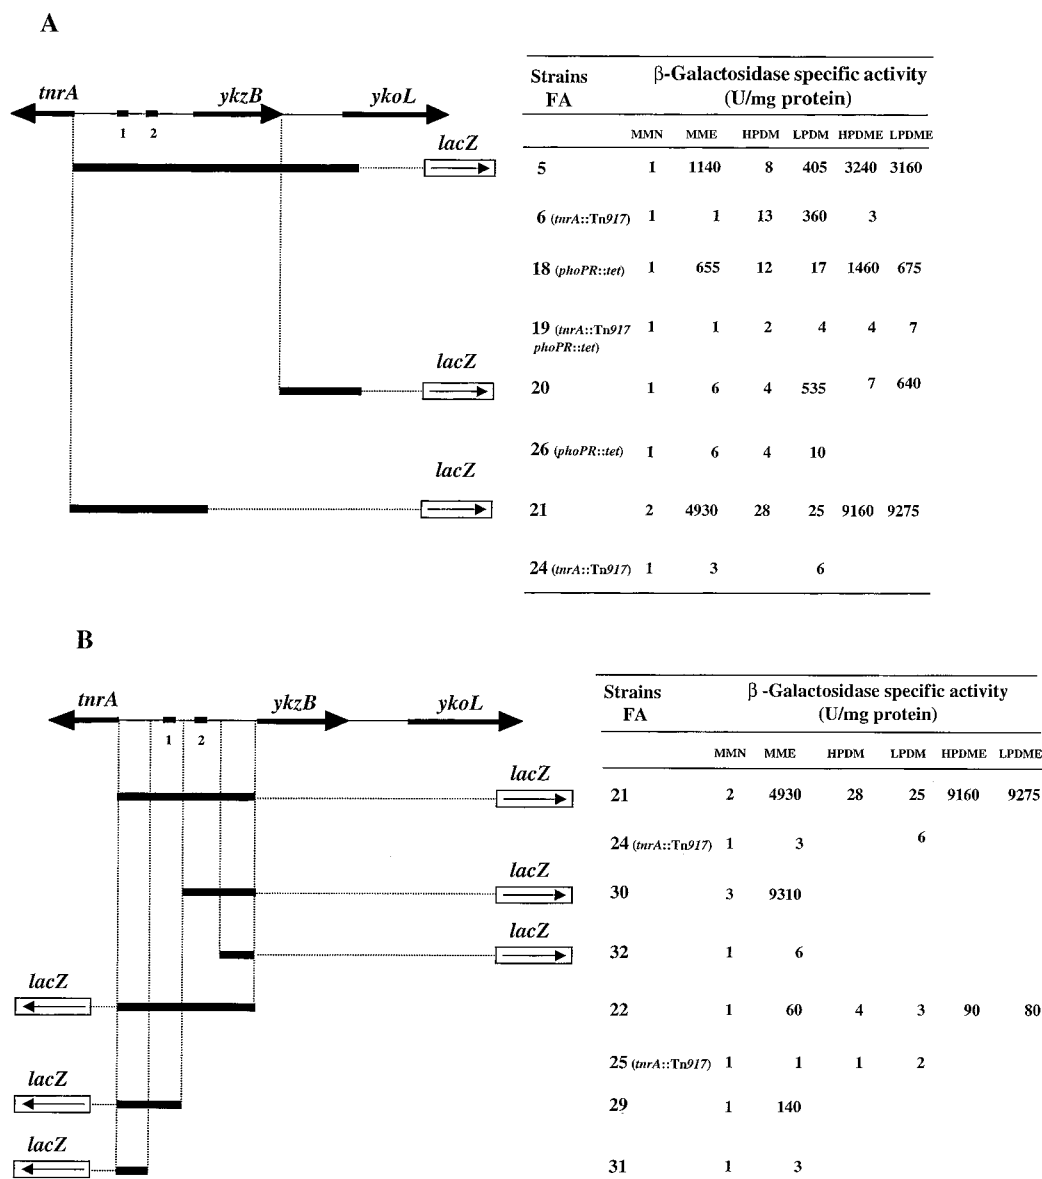 A
tnrA ykzB ykoL
1 2
lacZ
lacZ
lacZ
Strains FA β-Galactosidase specific activity (U/mg protein)
MMN MME HPDM LPDM HPDME LPDME
5 1 1140 8 405 3240 3160
6 (tnrA::Tn917) 1 1 13 360 3
18 (phoPR::tet) 1 655 12 17 1460 675
19 (tnrA::Tn917 1 1 2 4 4 7
phoPR::tet)
20 1 6 4 535 7 640
26 (phoPR::tet) 1 6 4 10
21 2 4930 28 25 9160 9275
24 (tnrA::Tn917) 1 3 6
B
tnrA ykzB ykoL
1 2
lacZ
lacZ
lacZ
lacZ
lacZ
lacZ
Strains FA β -Galactosidase specific activity (U/mg protein)
MMN MME HPDM LPDM HPDME LPDME
21 2 4930 28 25 9160 9275
24 (tnrA::Tn917) 1 3 6
30 3 9310
32 1 6
22 1 60 4 3 90 80
25 (tnrA::Tn917) 1 1 1 2
29 1 140
31 1 3